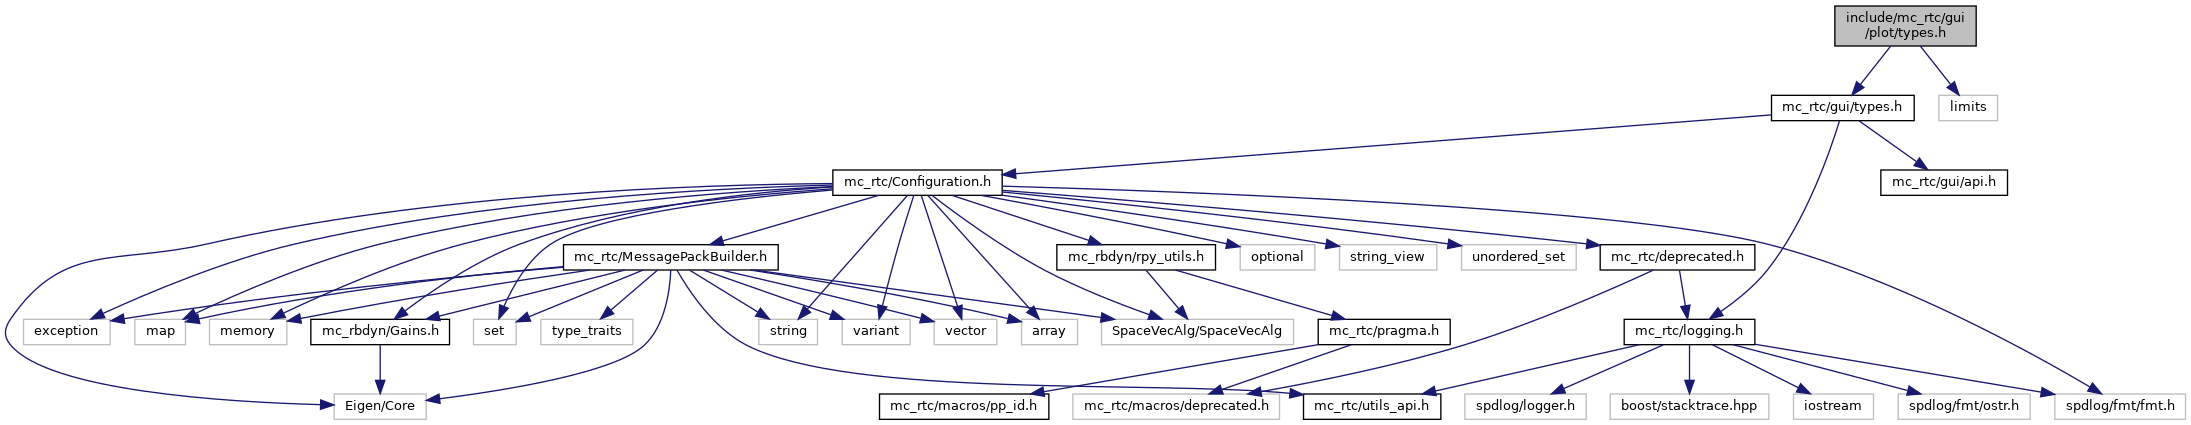 include/mc_rtc/gui
/plot/types.h
mc_rtc/gui/types.h
limits
mc_rtc/Configuration.h
mc_rtc/gui/api.h
mc_rtc/MessagePackBuilder.h
mc_rbdyn/rpy_utils.h
optional
string_view
unordered_set
mc_rtc/deprecated.h
exception
map
memory
mc_rbdyn/Gains.h
set
type_traits
string
variant
vector
array
SpaceVecAlg/SpaceVecAlg
mc_rtc/pragma.h
mc_rtc/logging.h
Eigen/Core
mc_rtc/macros/pp_id.h
mc_rtc/macros/deprecated.h
mc_rtc/utils_api.h
spdlog/logger.h
boost/stacktrace.hpp
iostream
spdlog/fmt/ostr.h
spdlog/fmt/fmt.h